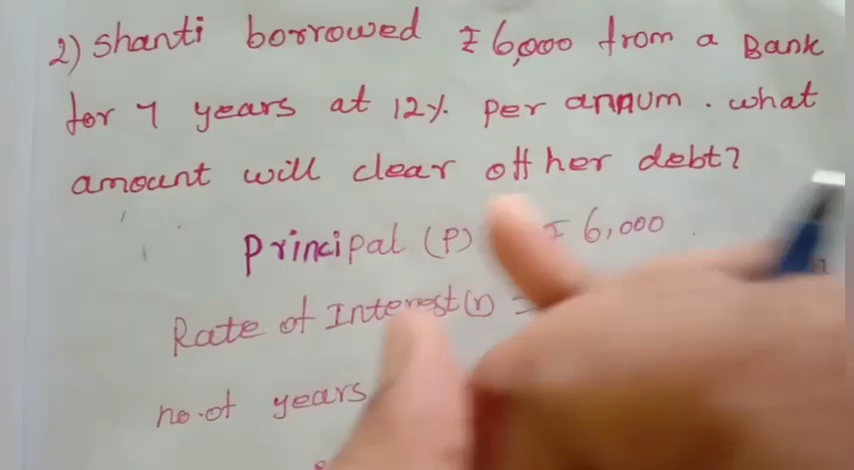 2) Shanti borrowed ₹6,000 from a Bank
for 7 years at 12% per annum. what
amount will clear off her debt?
Principal (P) ₹ 6,000
Rate of Interest (r) =
no. of years